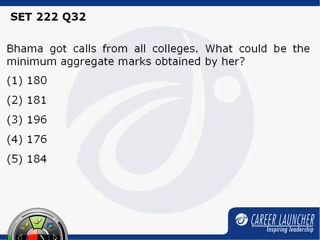 SET 222 Q32
Bhama got calls from all colleges. What could be the
minimum aggregate marks obtained by her?
(1) 180
(2) 181
(3) 196
(4) 176
(5) 184
CAREER LAUNCHER
Inspiring leadership